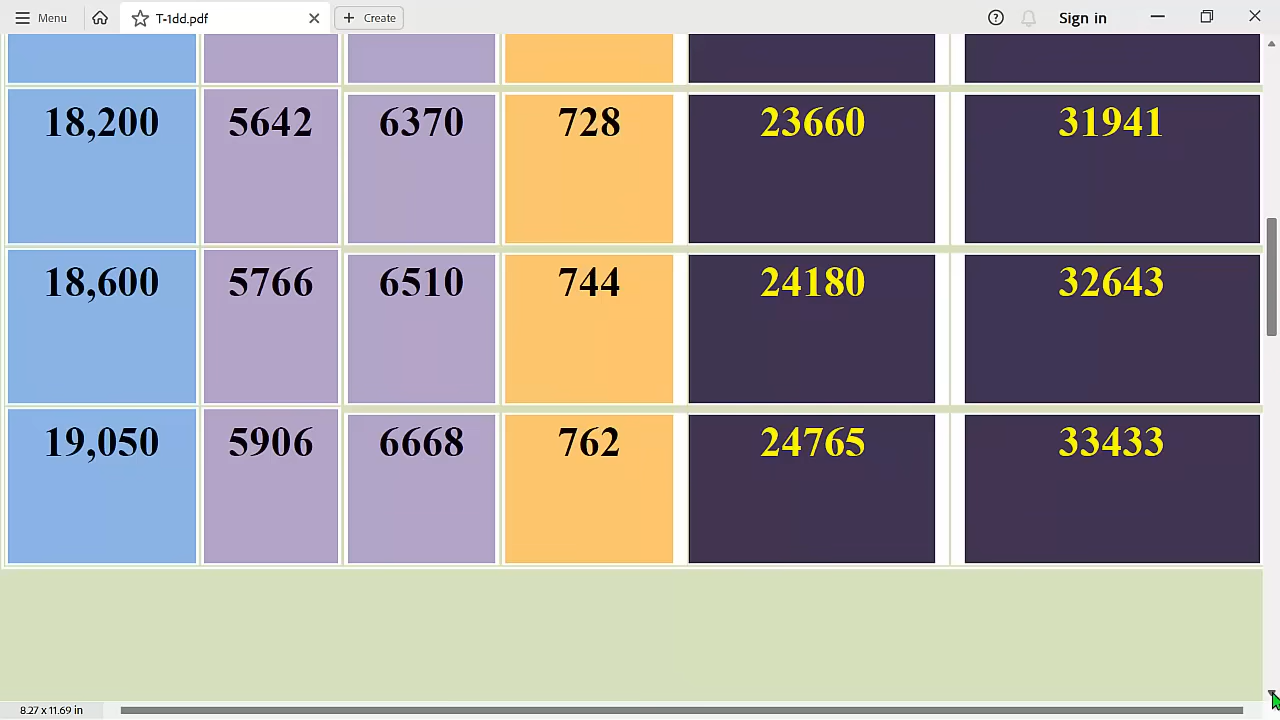 Menu T-1dd.pdf Create Sign in
18,200 5642 6370 728 23660 31941
18,600 5766 6510 744 24180 32643
19,050 5906 6668 762 24765 33433
8.27 x 11.69 in